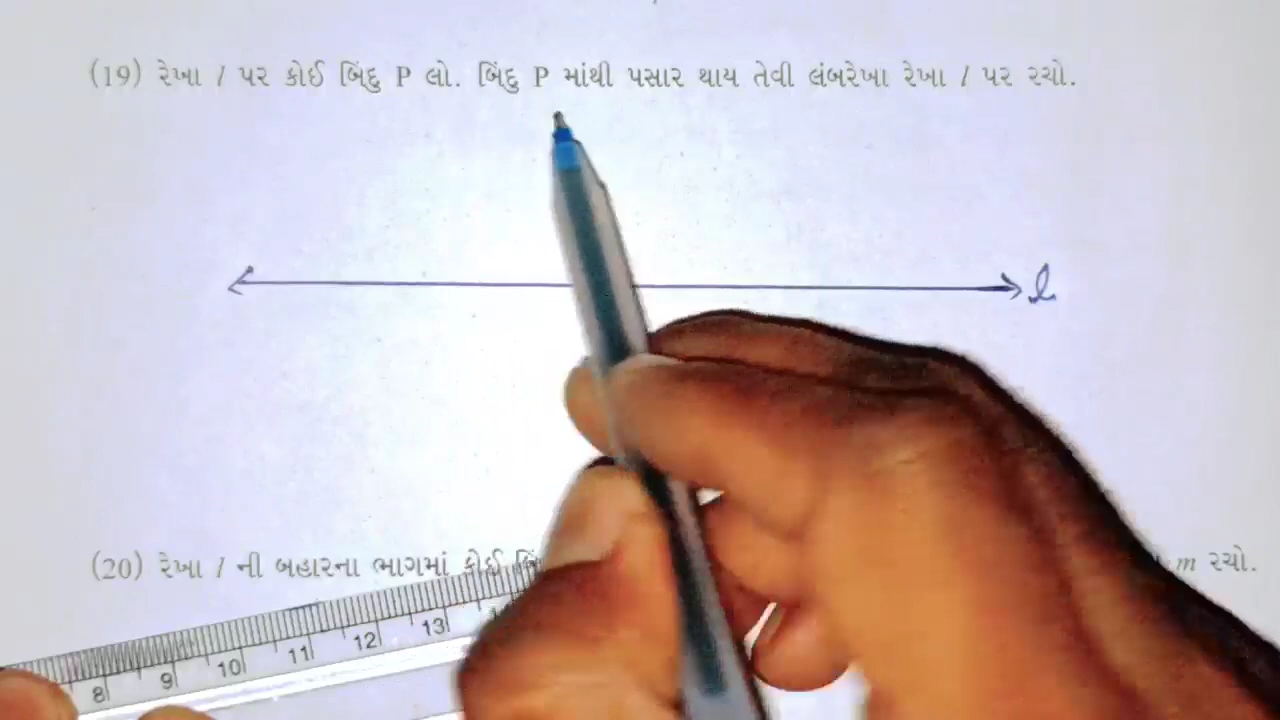 (19) રેખા l પર કોઈ બિંદુ P લો. બિંદુ P માંથી પસાર થાય તેવી લંબરેખા રેખા l પર રચો.
l
(20) રેખા l ની બહારના ભાગમાં કોઈ m રચો.
8 9 10 11 12 13